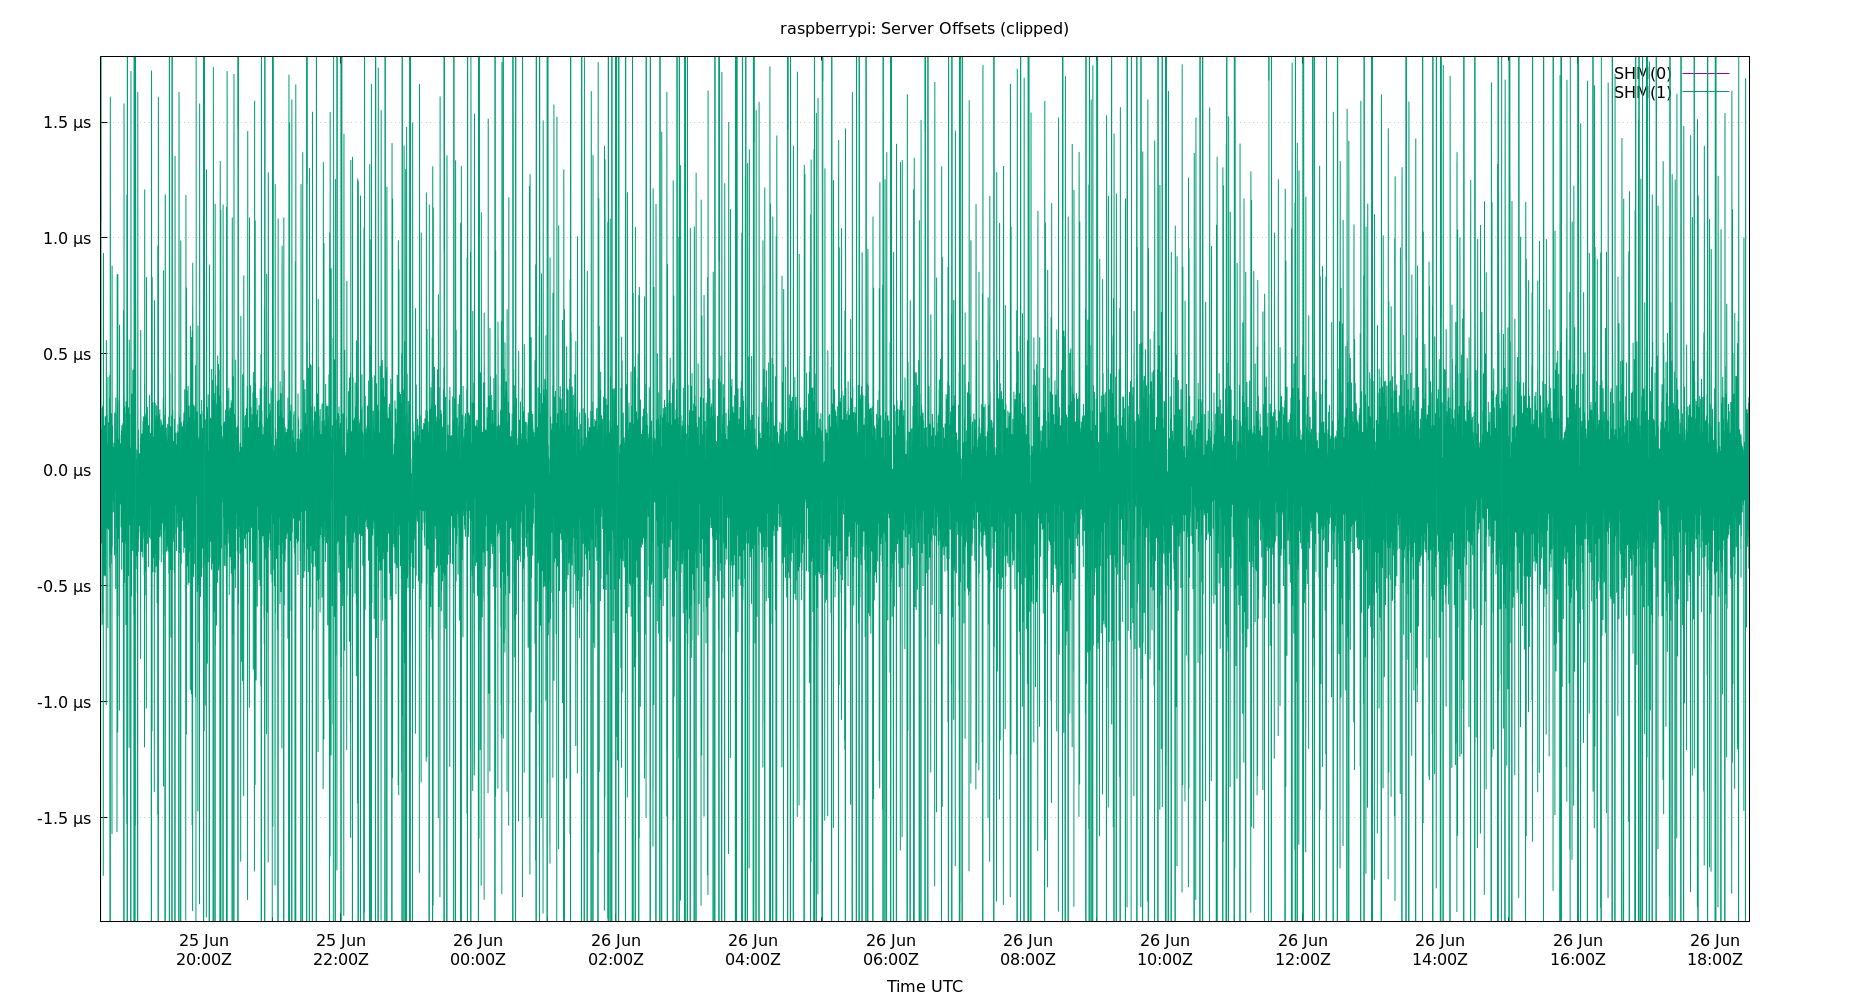 raspberrypi: Server Offsets (clipped)
SHM(0)
SHM(1)
1.5 µs
1.0 µs
0.5 µs
0.0 µs
-0.5 µs
-1.0 µs
-1.5 µs
25 Jun 25 Jun 26 Jun 26 Jun 26 Jun 26 Jun 26 Jun 26 Jun 26 Jun 26 Jun 26 Jun 26 Jun
20:00Z 22:00Z 00:00Z 02:00Z 04:00Z 06:00Z 08:00Z 10:00Z 12:00Z 14:00Z 16:00Z 18:00Z
Time UTC